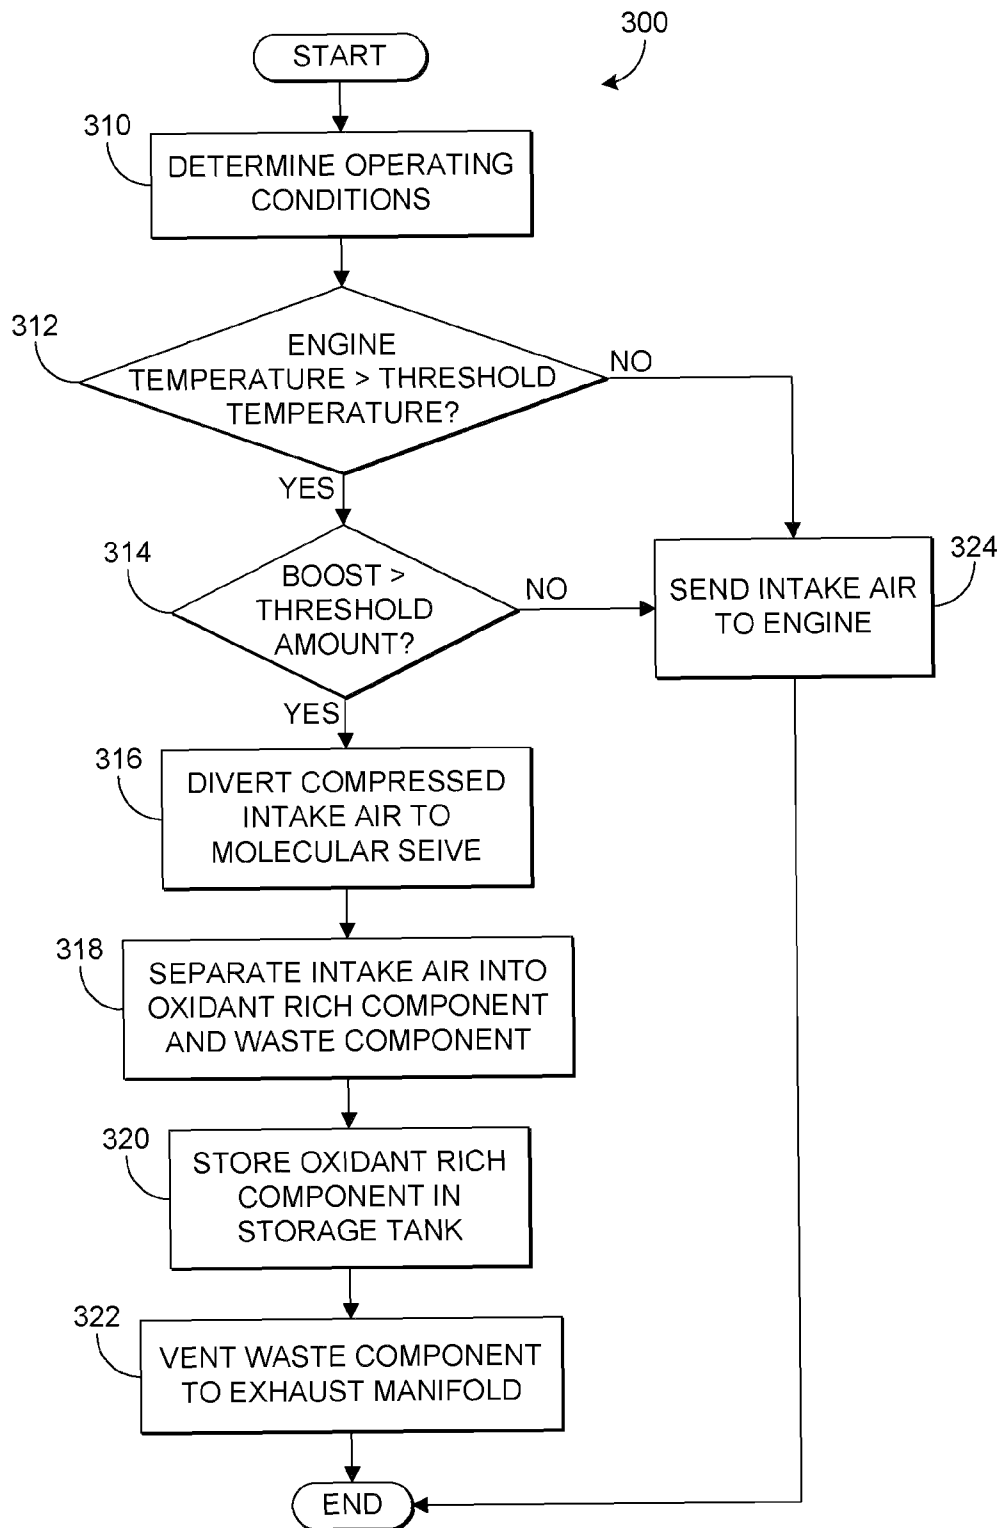 300
START
310
DETERMINE OPERATING
CONDITIONS
312
ENGINE
TEMPERATURE > THRESHOLD
TEMPERATURE?
NO
YES
314
BOOST >
THRESHOLD
AMOUNT?
NO
324
SEND INTAKE AIR
TO ENGINE
YES
316
DIVERT COMPRESSED
INTAKE AIR TO
MOLECULAR SEIVE
318
SEPARATE INTAKE AIR INTO
OXIDANT RICH COMPONENT
AND WASTE COMPONENT
320
STORE OXIDANT RICH
COMPONENT IN
STORAGE TANK
322
VENT WASTE COMPONENT
TO EXHAUST MANIFOLD
END